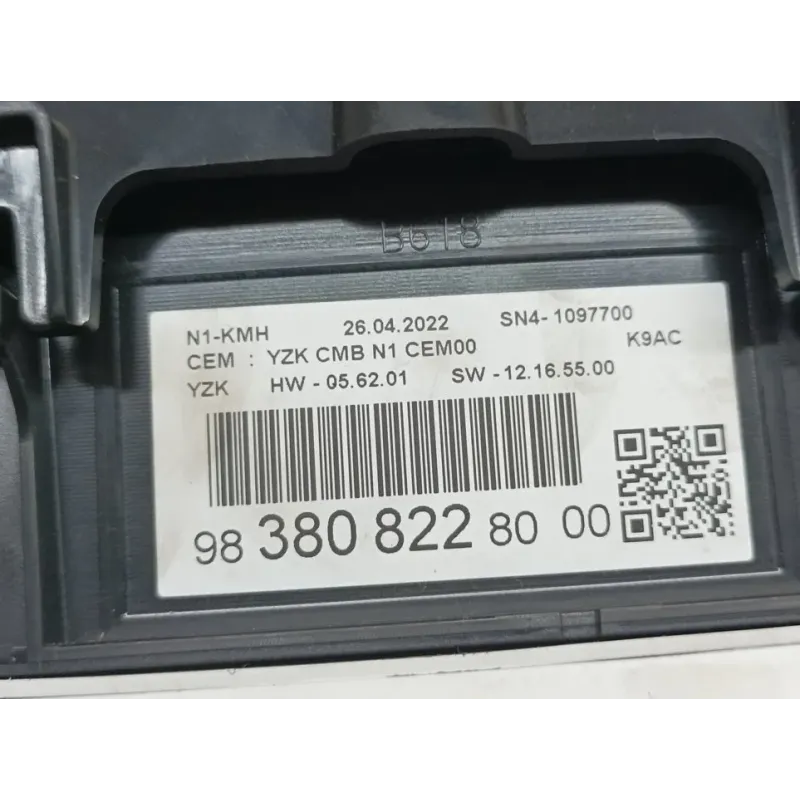 B618
N1-KMH 26.04.2022 SN4-1097700
CEM : YZK CMB N1 CEM00 K9AC
YZK HW - 05.62.01 SW - 12.16.55.00
98 380 822 80 00